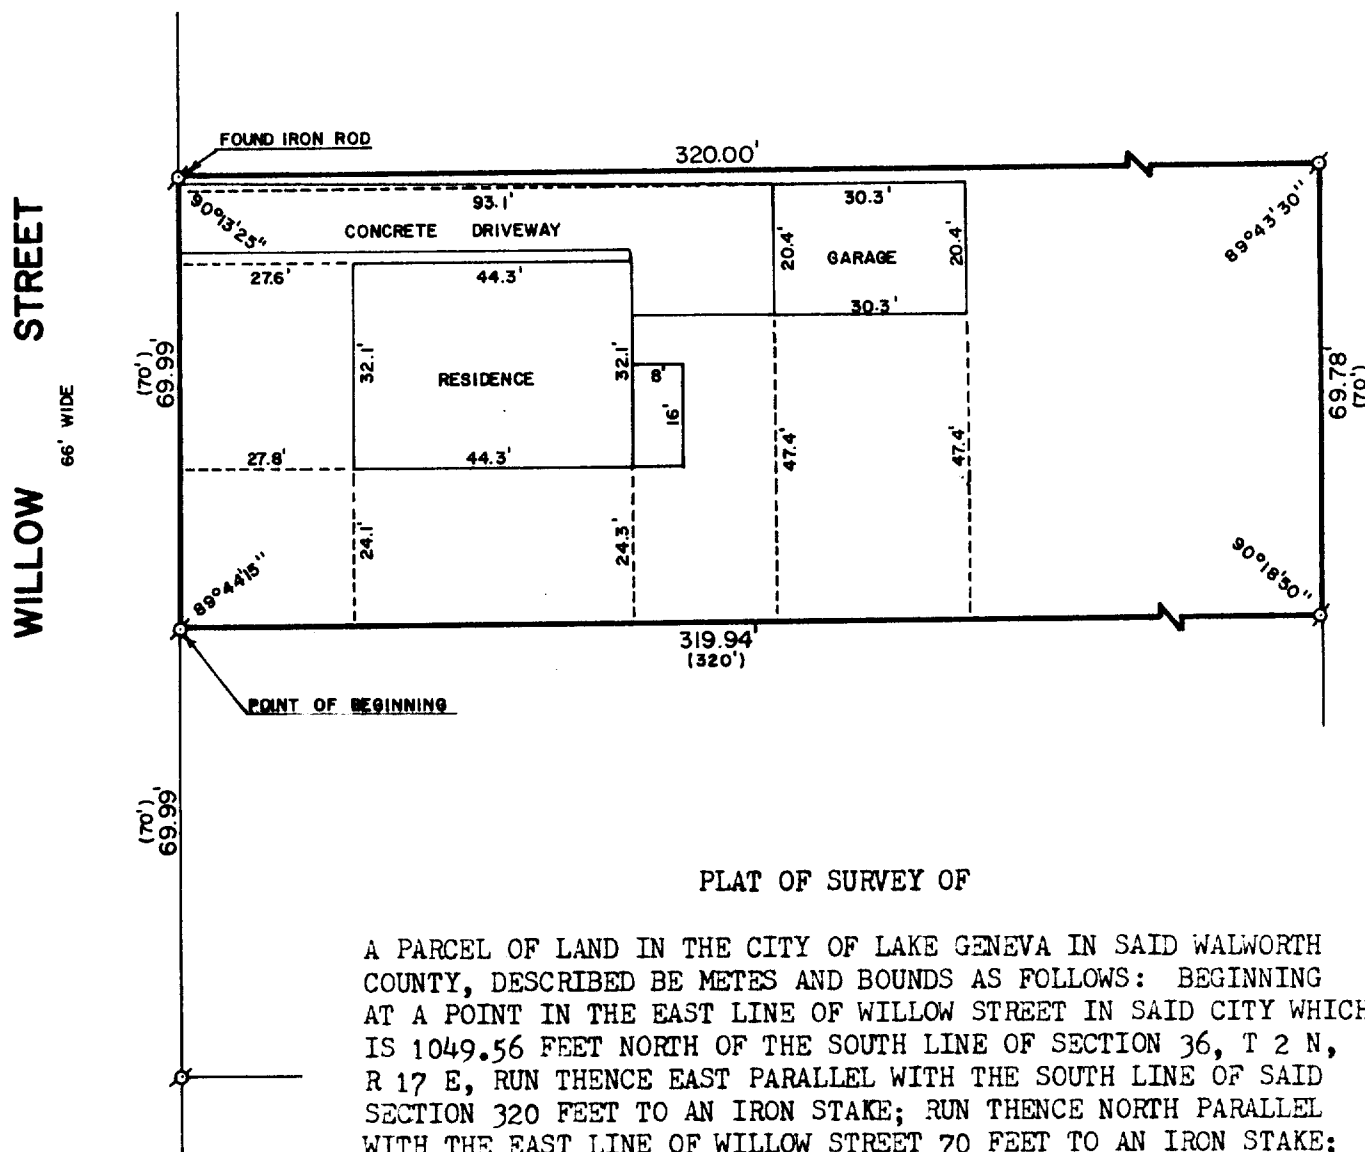 FOUND IRON ROD
320.00'
93.1'
30.3'
90°13'25"
89°43'30"
CONCRETE DRIVEWAY
20.4'
GARAGE
20.4'
27.6'
44.3'
30.3'
WILLOW STREET
66' WIDE
(70')
69.99'
32.1'
RESIDENCE
32.1'
8'
16'
69.78'
(70')
27.8'
44.3'
47.4'
47.4'
24.1'
24.3'
89°44'15"
90°18'50"
319.94'
(320')
POINT OF BEGINNING
(70')
69.99'
PLAT OF SURVEY OF
A PARCEL OF LAND IN THE CITY OF LAKE GENEVA IN SAID WALWORTH
COUNTY, DESCRIBED BE METES AND BOUNDS AS FOLLOWS: BEGINNING
AT A POINT IN THE EAST LINE OF WILLOW STREET IN SAID CITY WHICH
IS 1049.56 FEET NORTH OF THE SOUTH LINE OF SECTION 36, T 2 N,
R 17 E, RUN THENCE EAST PARALLEL WITH THE SOUTH LINE OF SAID
SECTION 320 FEET TO AN IRON STAKE; RUN THENCE NORTH PARALLEL
WITH THE EAST LINE OF WILLOW STREET 70 FEET TO AN IRON STAKE;